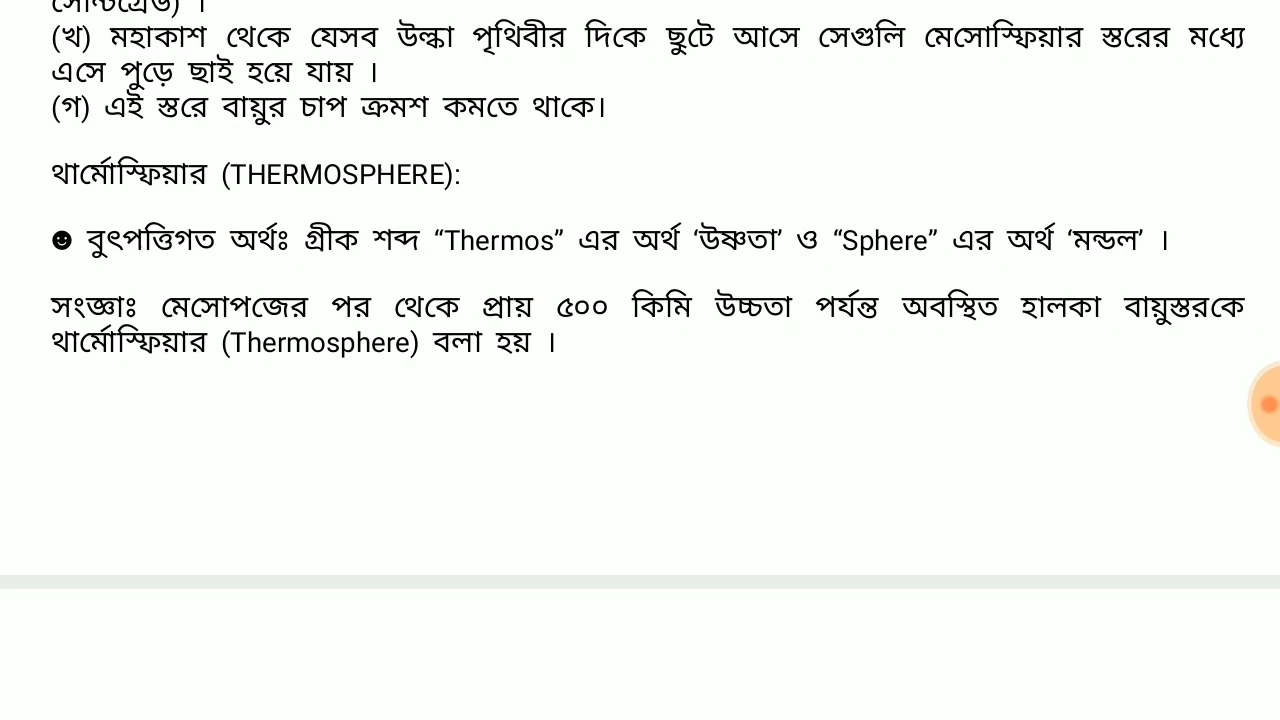 সেন্টিগ্রেড) ।
(খ) মহাকাশ থেকে যেসব উল্কা পৃথিবীর দিকে ছুটে আসে সেগুলি মেসোস্ফিয়ার স্তরের মধ্যে
এসে পুড়ে ছাই হয়ে যায় ।
(গ) এই স্তরে বায়ুর চাপ ক্রমশ কমতে থাকে।
থার্মোস্ফিয়ার (THERMOSPHERE):
☻ বুৎপত্তিগত অর্থঃ গ্রীক শব্দ “Thermos” এর অর্থ ‘উষ্ণতা’ ও “Sphere” এর অর্থ ‘মন্ডল’ ।
সংজ্ঞাঃ মেসোপজের পর থেকে প্রায় ৫০০ কিমি উচ্চতা পর্যন্ত অবস্থিত হালকা বায়ুস্তরকে
থার্মোস্ফিয়ার (Thermosphere) বলা হয় ।